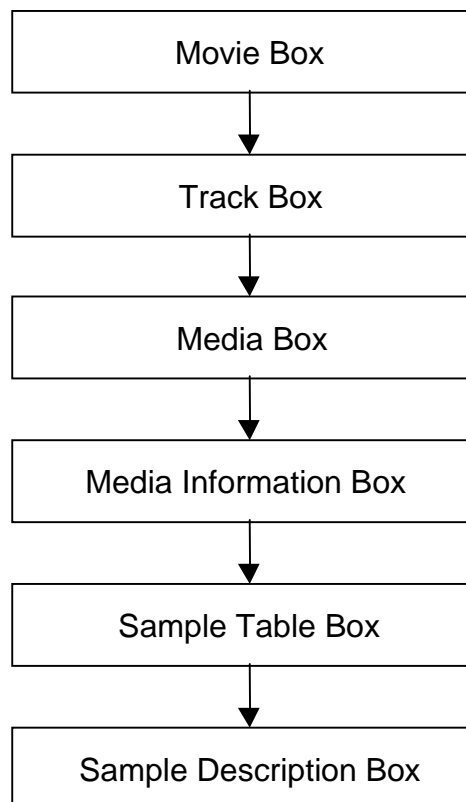 Movie Box
Track Box
Media Box
Media Information Box
Sample Table Box
Sample Description Box